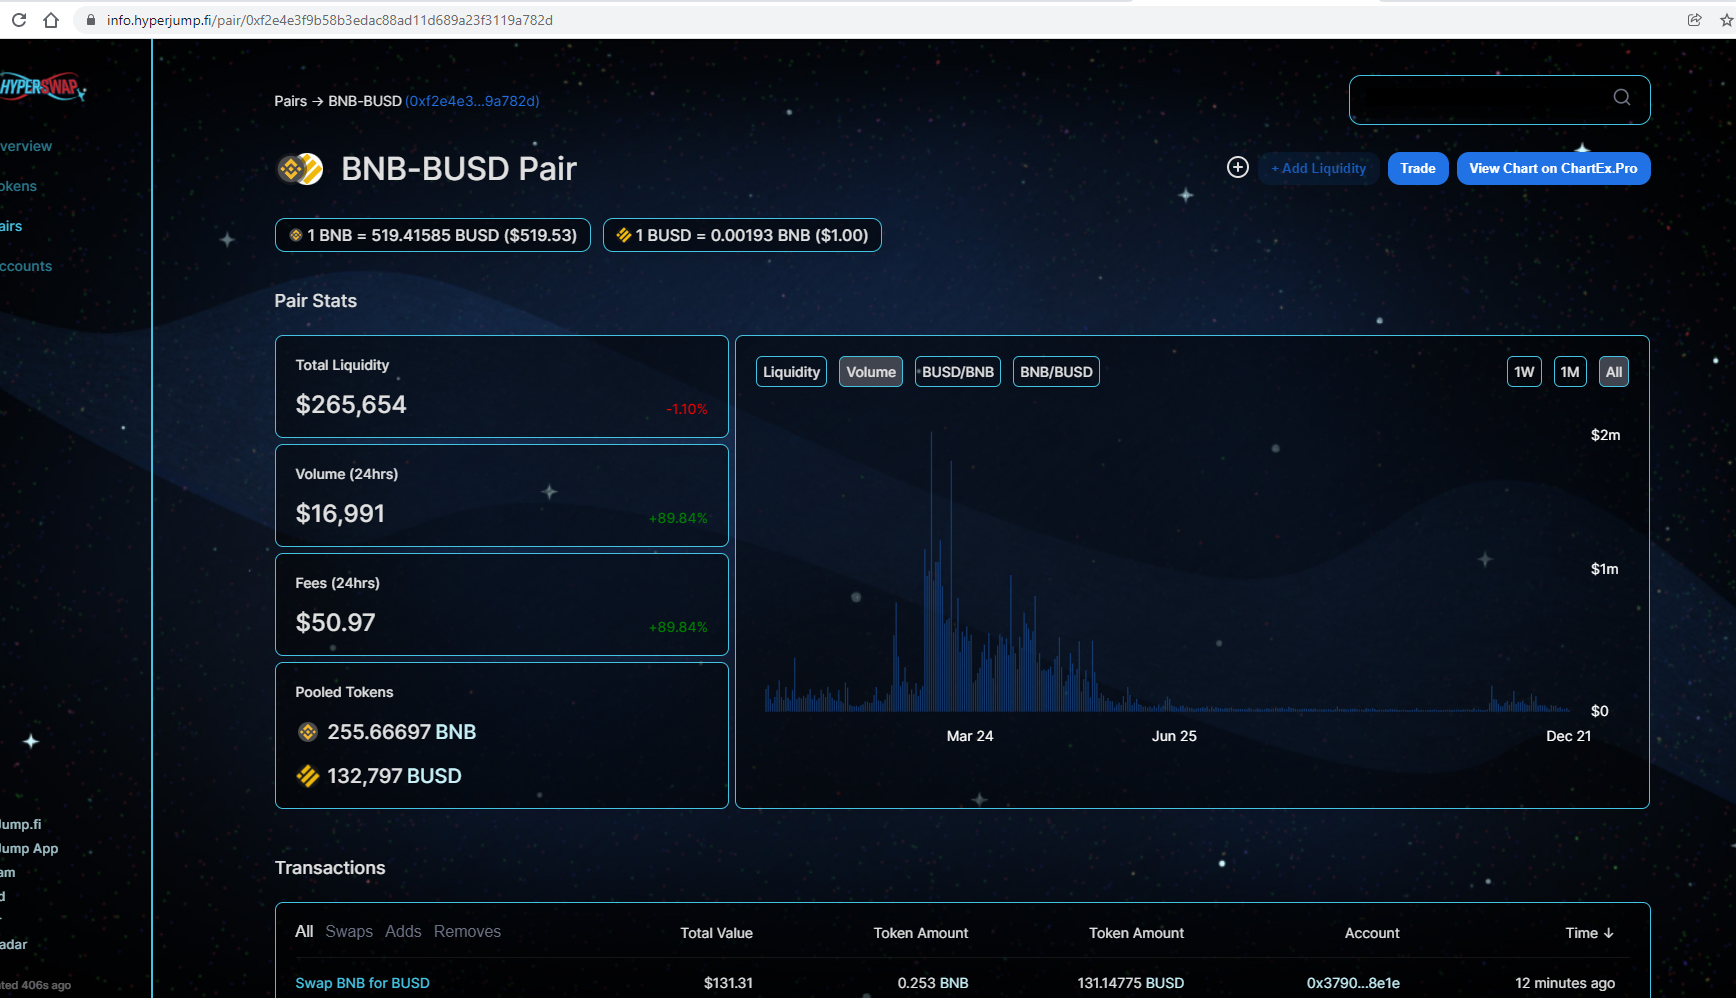 info.hyperjump.fi/pair/0xf2e4e3f9b58b3edac88ad11d689a23f3119a782d
HYPERSWAP
Pairs → BNB-BUSD (0xf2e4e3...9a782d)
verview
okens
airs
ccounts
BNB-BUSD Pair
+ Add Liquidity
Trade
View Chart on ChartEx.Pro
1 BNB = 519.41585 BUSD ($519.53)
1 BUSD = 0.00193 BNB ($1.00)
Pair Stats
Total Liquidity
$265,654
-1.10%
Volume (24hrs)
$16,991
+89.84%
Fees (24hrs)
$50.97
+89.84%
Pooled Tokens
255.66697 BNB
132,797 BUSD
Liquidity
Volume
BUSD/BNB
BNB/BUSD
1W
1M
All
$2m
$1m
$0
Mar 24
Jun 25
Dec 21
Jump.fi
Jump App
am
d
r
adar
ted 406s ago
Transactions
All Swaps Adds Removes
Total Value
Token Amount
Token Amount
Account
Time ↓
Swap BNB for BUSD
$131.31
0.253 BNB
131.14775 BUSD
0x3790...8e1e
12 minutes ago